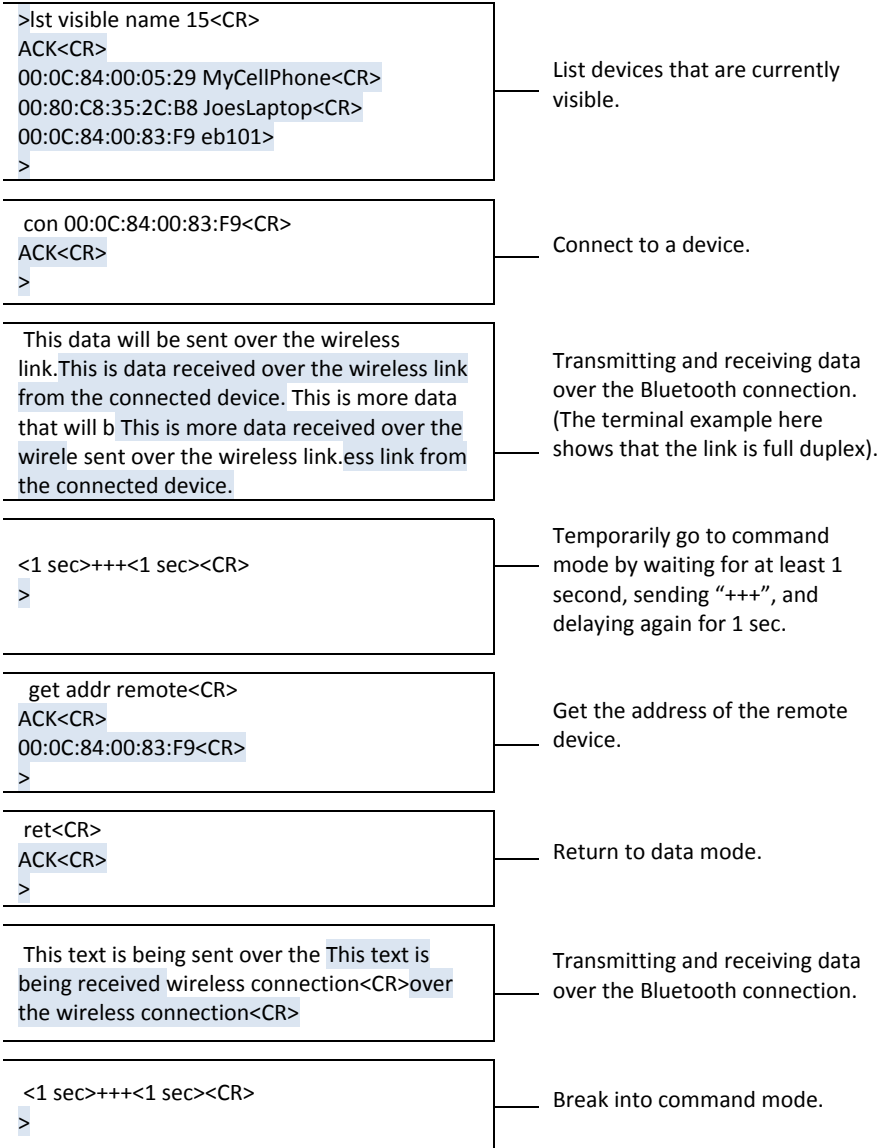 >lst visible name 15<CR>
ACK<CR>
00:0C:84:00:05:29 MyCellPhone<CR>
00:80:C8:35:2C:B8 JoesLaptop<CR>
00:0C:84:00:83:F9 eb101>
>
List devices that are currently
visible.
con 00:0C:84:00:83:F9<CR>
ACK<CR>
>
Connect to a device.
This data will be sent over the wireless
link.This is data received over the wireless link
from the connected device. This is more data
that will b This is more data received over the
wirele sent over the wireless link.ess link from
the connected device.
Transmitting and receiving data
over the Bluetooth connection.
(The terminal example here
shows that the link is full duplex).
<1 sec>+++<1 sec><CR>
>
Temporarily go to command
mode by waiting for at least 1
second, sending “+++”, and
delaying again for 1 sec.
get addr remote<CR>
ACK<CR>
00:0C:84:00:83:F9<CR>
>
Get the address of the remote
device.
ret<CR>
ACK<CR>
>
Return to data mode.
This text is being sent over the This text is
being received wireless connection<CR>over
the wireless connection<CR>
Transmitting and receiving data
over the Bluetooth connection.
<1 sec>+++<1 sec><CR>
>
Break into command mode.